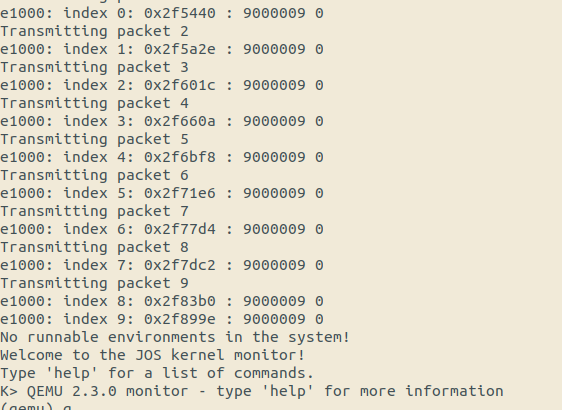 e1000: index 0: 0x2f5440 : 9000009 0
Transmitting packet 2
e1000: index 1: 0x2f5a2e : 9000009 0
Transmitting packet 3
e1000: index 2: 0x2f601c : 9000009 0
Transmitting packet 4
e1000: index 3: 0x2f660a : 9000009 0
Transmitting packet 5
e1000: index 4: 0x2f6bf8 : 9000009 0
Transmitting packet 6
e1000: index 5: 0x2f71e6 : 9000009 0
Transmitting packet 7
e1000: index 6: 0x2f77d4 : 9000009 0
Transmitting packet 8
e1000: index 7: 0x2f7dc2 : 9000009 0
Transmitting packet 9
e1000: index 8: 0x2f83b0 : 9000009 0
e1000: index 9: 0x2f899e : 9000009 0
No runnable environments in the system!
Welcome to the JOS kernel monitor!
Type 'help' for a list of commands.
K> QEMU 2.3.0 monitor - type 'help' for more information
(qemu)